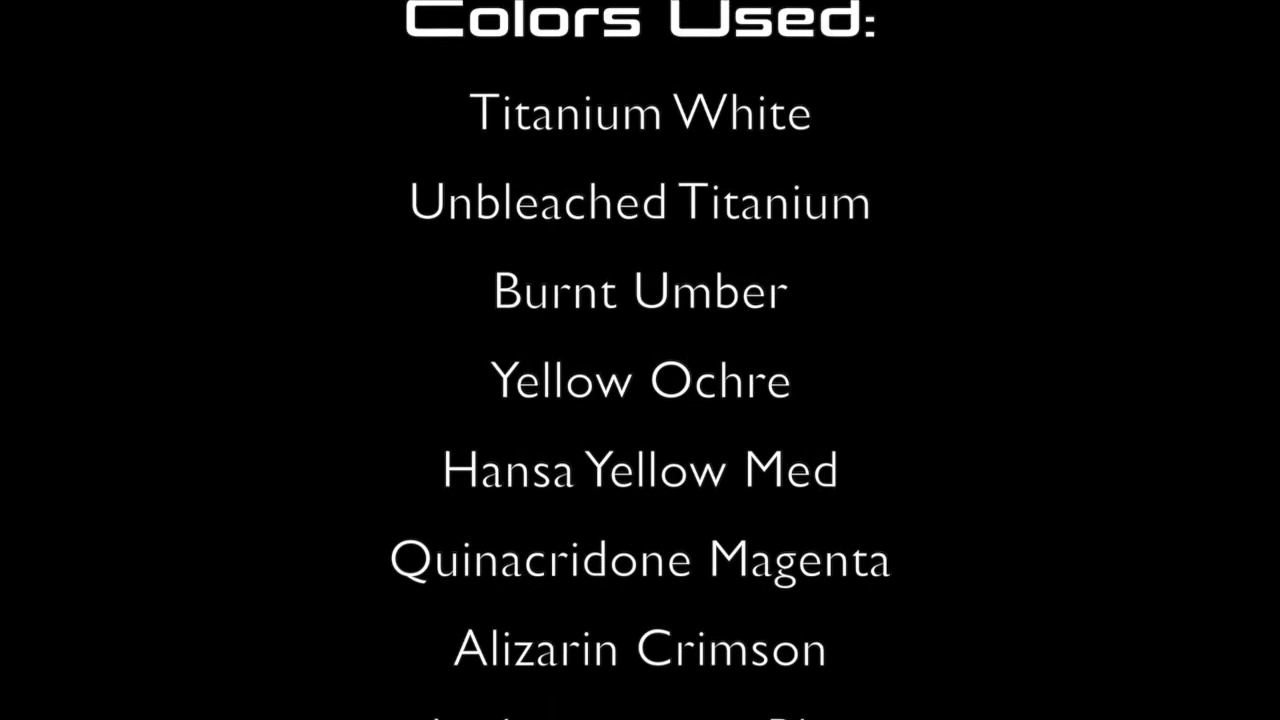 Colors Used:
Titanium White
Unbleached Titanium
Burnt Umber
Yellow Ochre
Hansa Yellow Med
Quinacridone Magenta
Alizarin Crimson